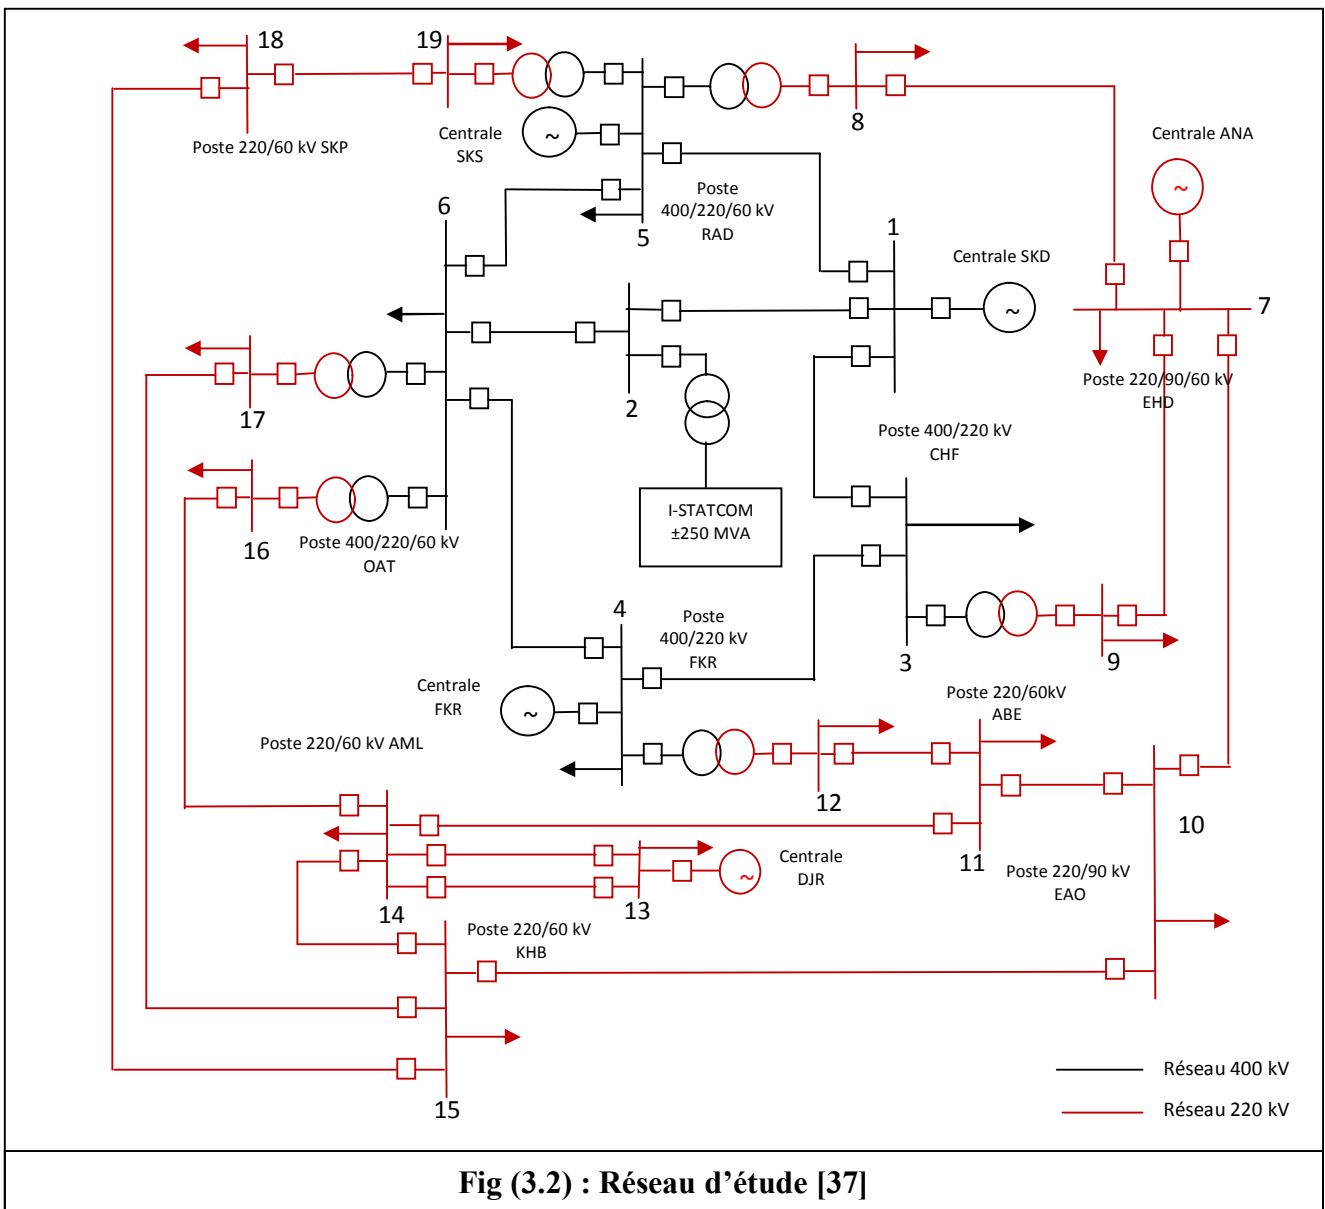 18
19
8
Poste 220/60 kV SKP
Centrale
SKS
~
Centrale ANA
~
6
Poste
400/220/60 kV
RAD
5
1
Centrale SKD
~
7
17
2
Poste 220/90/60 kV
EHD
Poste 400/220 kV
CHF
I-STATCOM
±250 MVA
16
Poste 400/220/60 kV
OAT
4
Poste
400/220 kV
FKR
3
9
Centrale
FKR
~
Poste 220/60kV
ABE
Poste 220/60 kV AML
12
10
11
Centrale
DJR
~
Poste 220/90 kV
EAO
14
13
Poste 220/60 kV
KHB
15
Réseau 400 kV
Réseau 220 kV
Fig (3.2) : Réseau d’étude [37]